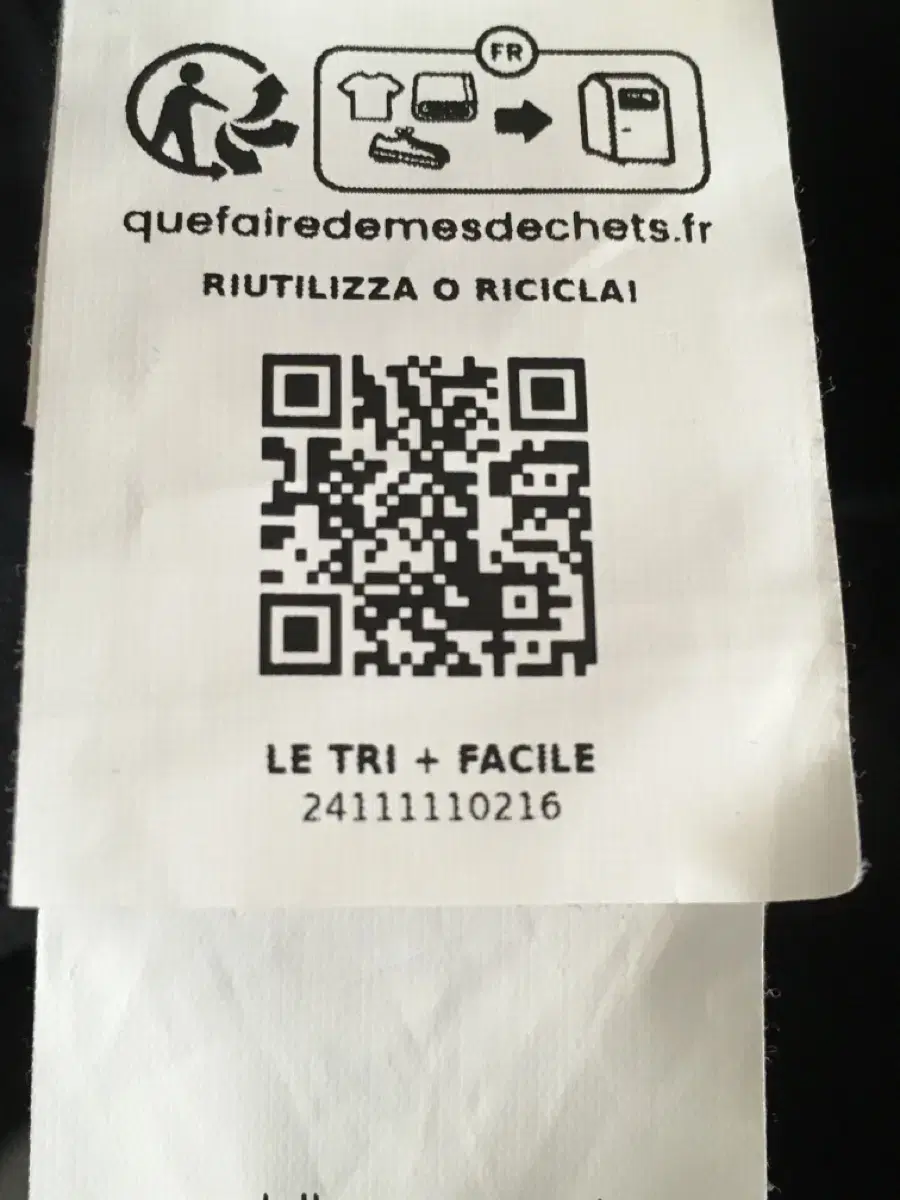 FR
quefairedemesdechets.fr
RIUTILIZZA O RICICLA!
LE TRI + FACILE
24111110216